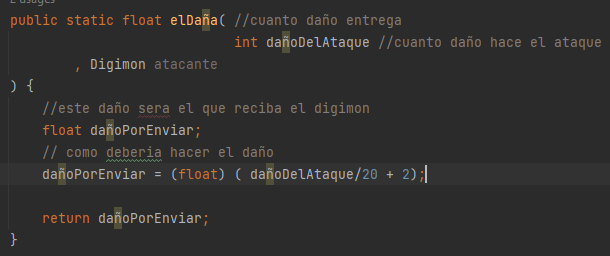 2 usages
public static float elDaña( //cuanto daño entrega
int dañoDelAtaque //cuanto daño hace el ataque
, Digimon atacante
) {
//este daño sera el que reciba el digimon
float dañoPorEnviar;
// como deberia hacer el daño
dañoPorEnviar = (float) ( dañoDelAtaque/20 + 2);
return dañoPorEnviar;
}